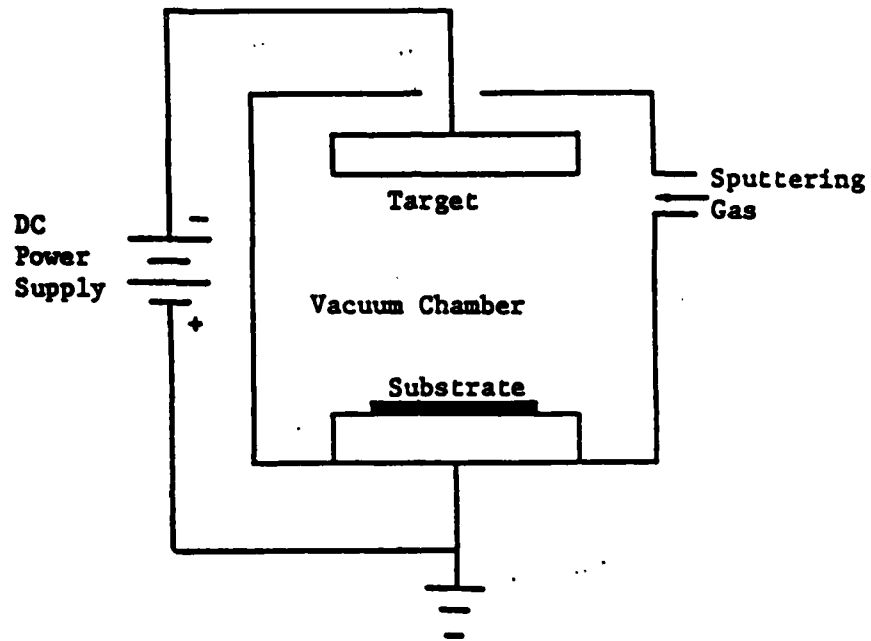 Target
Sputtering
Gas
-
DC
Power
Supply
+
Vacuum Chamber
Substrate